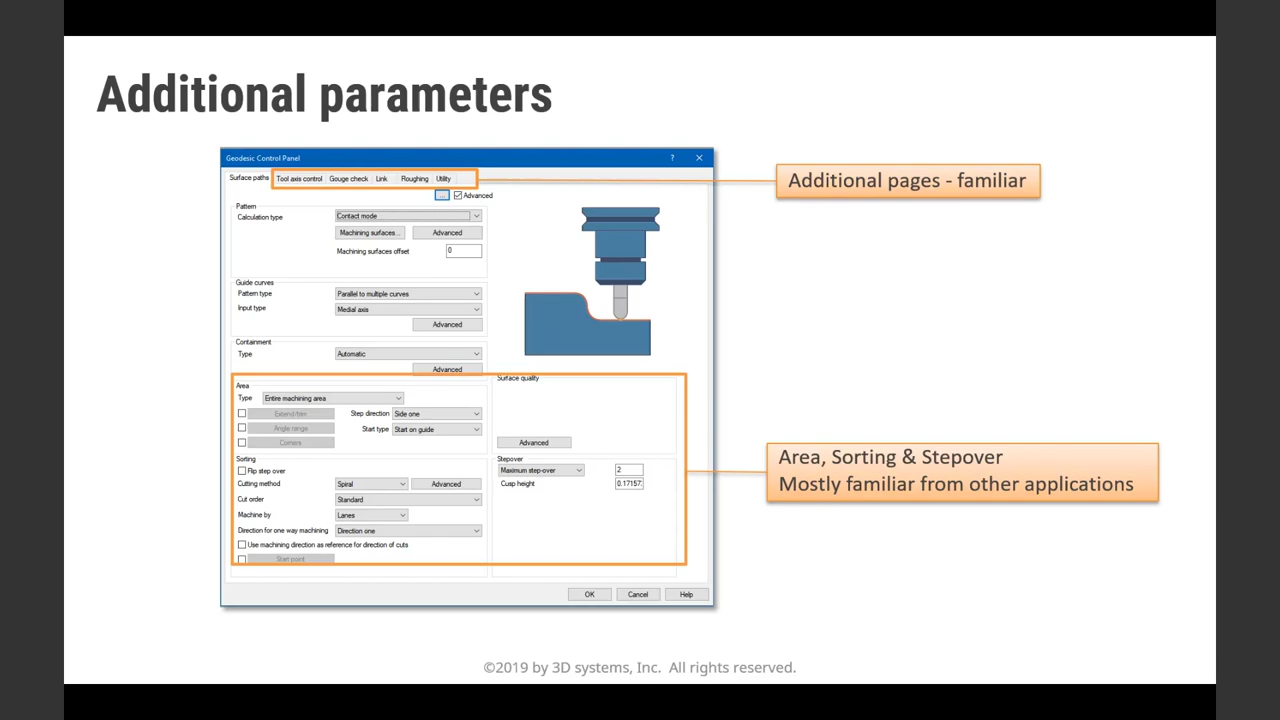 Additional parameters
Geodesic Control Panel
?
Surface paths Tool axis control Gouge check Link Roughing Utility
... Advanced
Pattern
Calculation type Contact mode
Machining surfaces... Advanced
Machining surfaces offset 0
Guide curves
Pattern type Parallel to multiple curves
Input type Medial axis
Advanced
Containment
Type Automatic
Advanced
Area
Type Entire machining area
Extend/trim Step direction Side one
Angle range Start type Start on guide
Corners
Surface quality
Advanced
Sorting
Flip step over
Cutting method Spiral Advanced
Cut order Standard
Machine by Lanes
Direction for one way machining Direction one
Use machining direction as reference for direction of cuts
Start point
Stepover
Maximum step-over 2
Cusp height 0.17157
OK Cancel Help
Additional pages - familiar
Area, Sorting & Stepover
Mostly familiar from other applications
©2019 by 3D systems, Inc. All rights reserved.